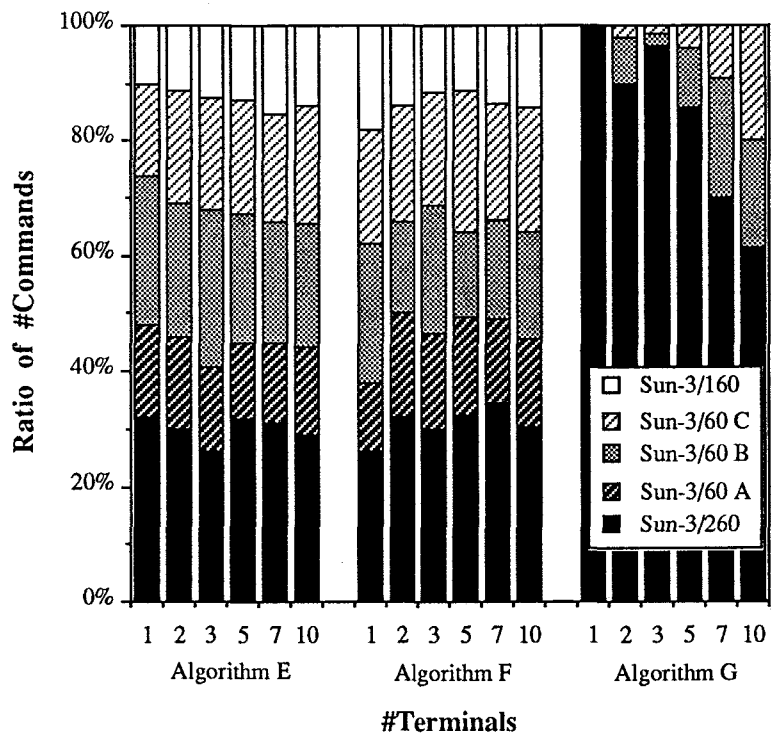 100%
80%
60%
40%
20%
0%
Ratio of #Commands
Sun-3/160
Sun-3/60 C
Sun-3/60 B
Sun-3/60 A
Sun-3/260
1 2 3 5 7 10
1 2 3 5 7 10
1 2 3 5 7 10
Algorithm E
Algorithm F
Algorithm G
#Terminals